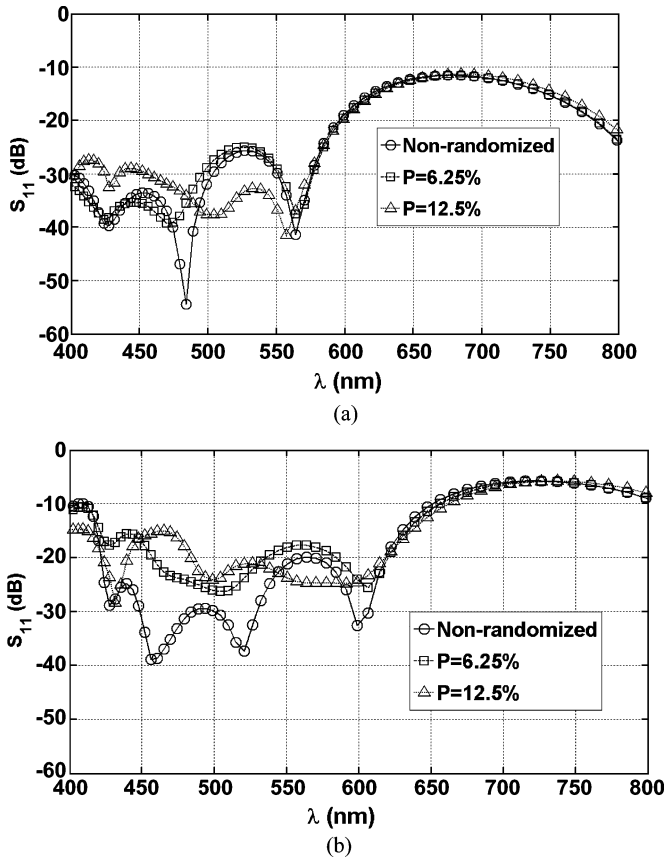 0
-10
-20
-30
-40
-50
-60
S11 (dB)
Non-randomized
P=6.25%
P=12.5%
400 450 500 550 600 650 700 750 800
λ (nm)
(a)
0
-10
-20
-30
-40
-50
-60
S11 (dB)
Non-randomized
P=6.25%
P=12.5%
400 450 500 550 600 650 700 750 800
λ (nm)
(b)